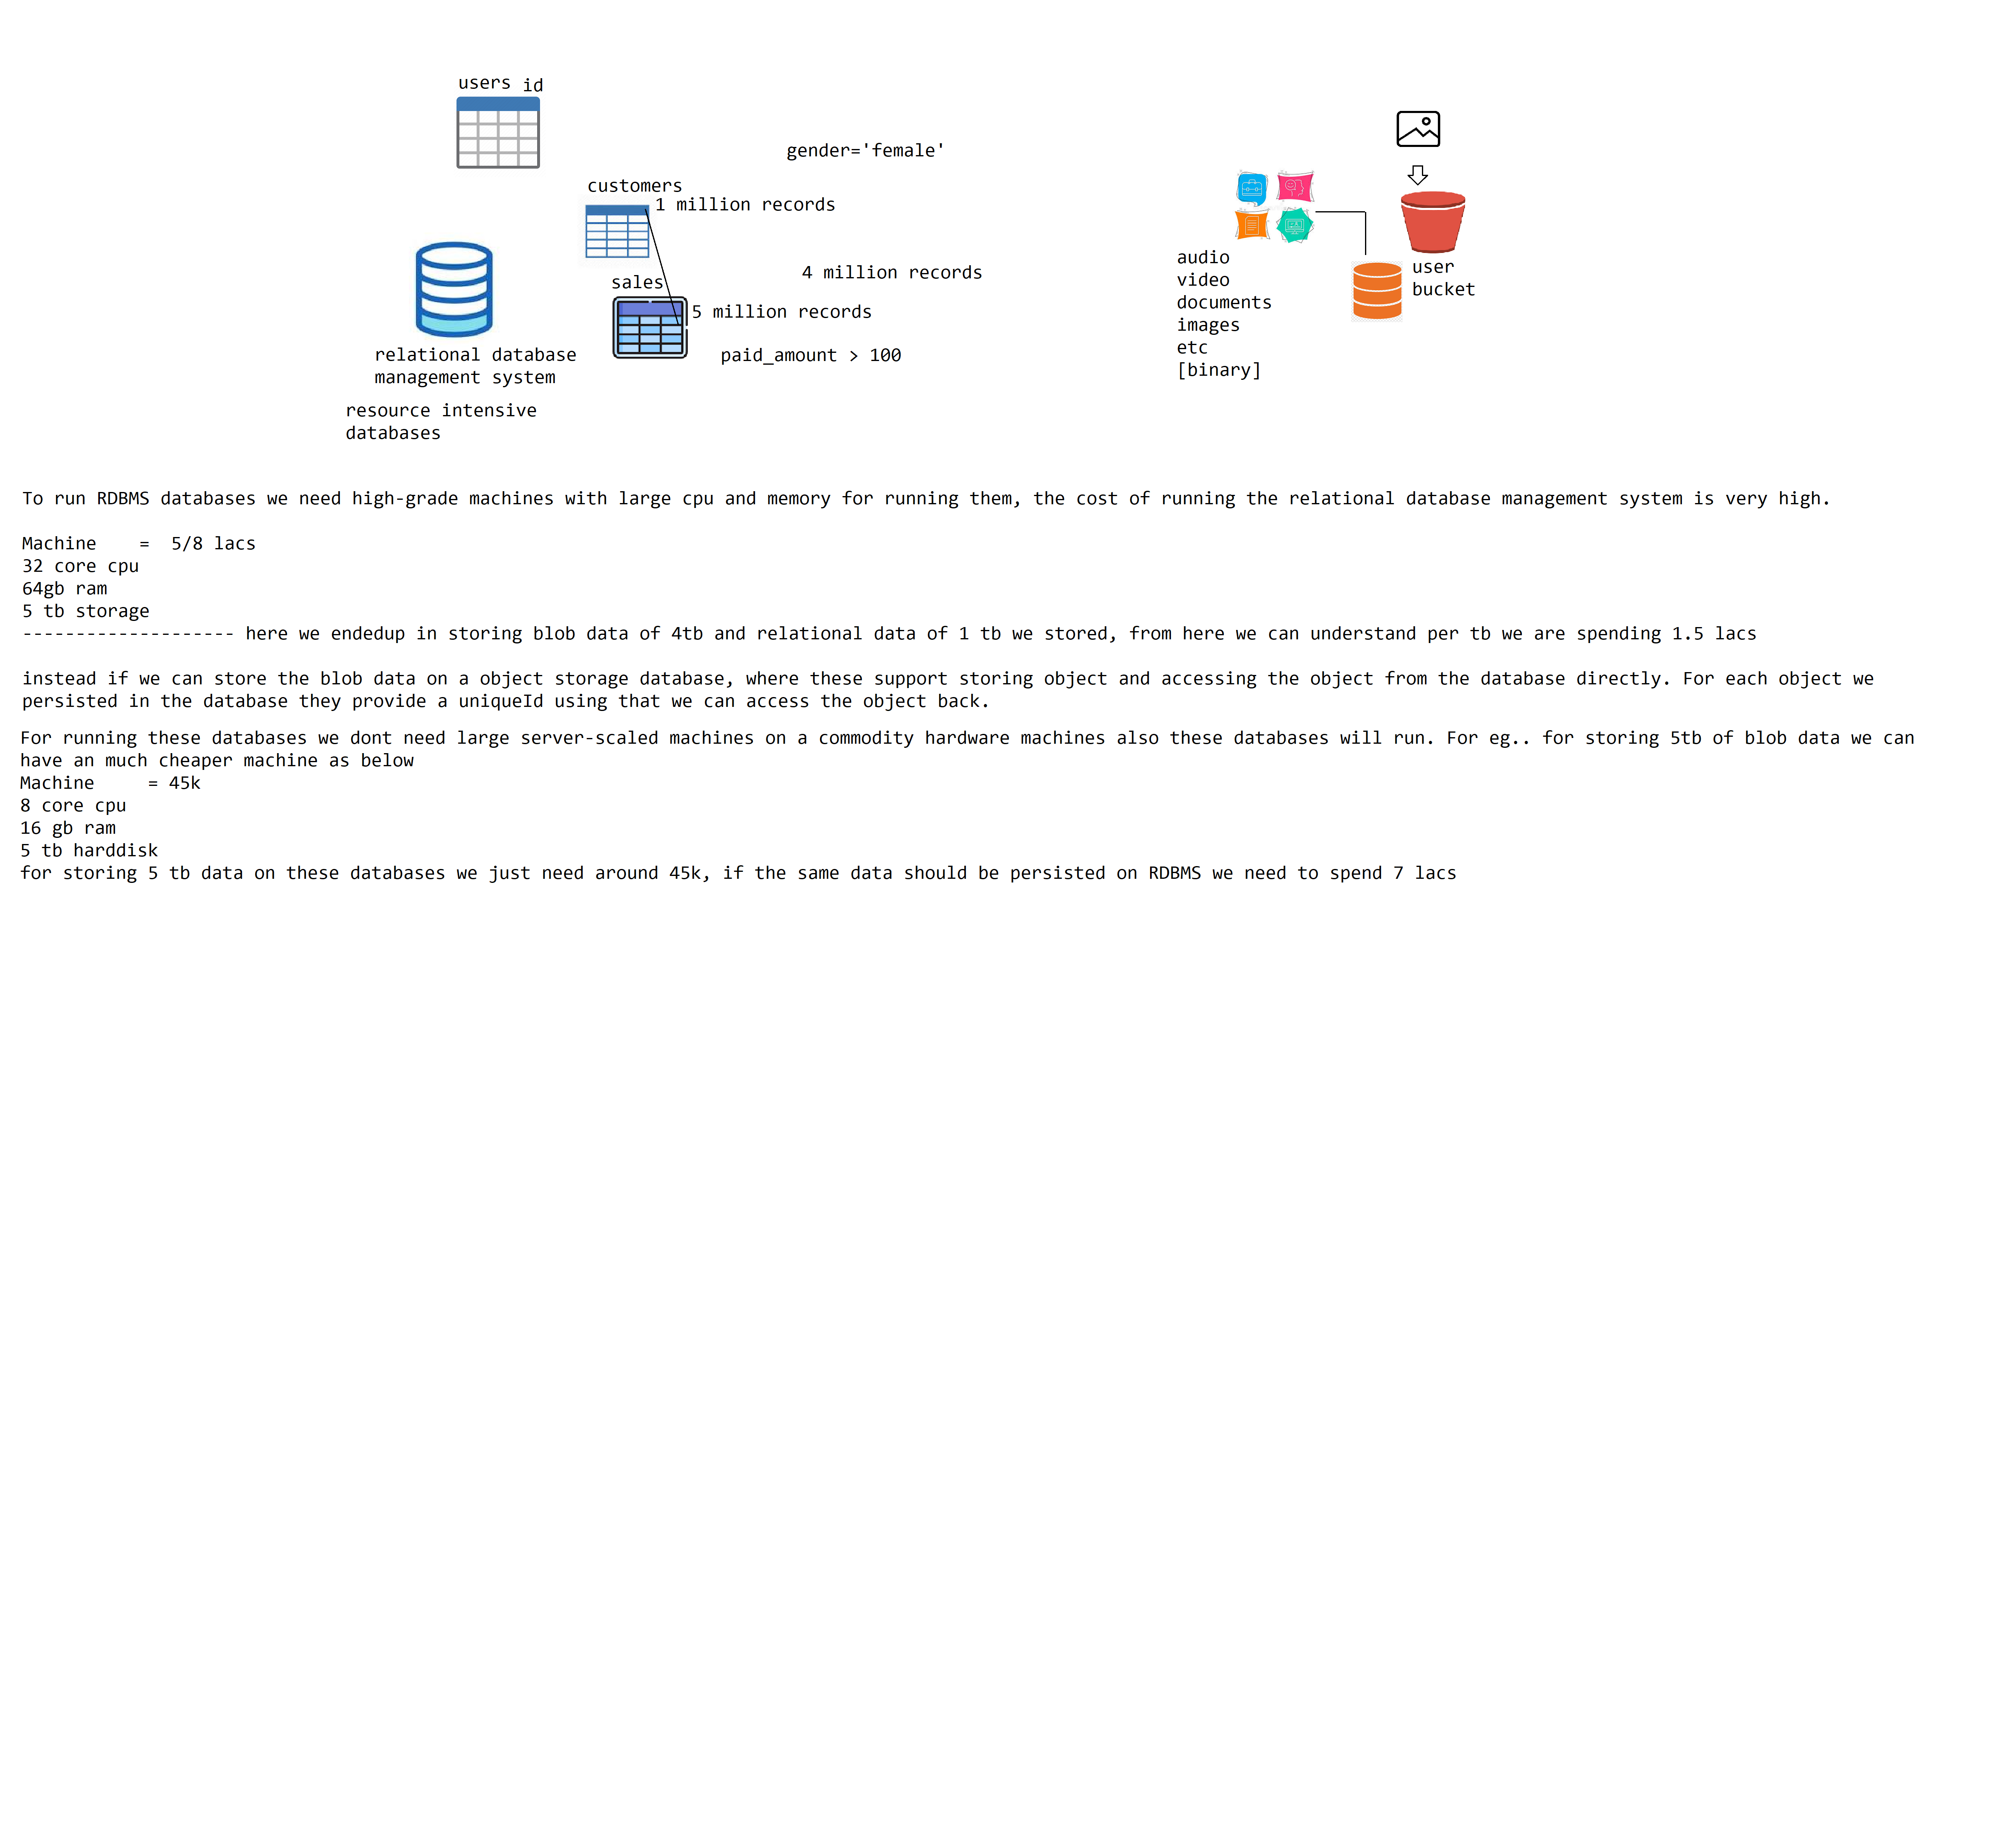 users id
gender='female'
customers
1 million records
4 million records
sales
5 million records
paid_amount > 100
relational database
management system
resource intensive
databases
audio
video
documents
images
etc
[binary]
user
bucket
To run RDBMS databases we need high-grade machines with large cpu and memory for running them, the cost of running the relational database management system is very high.
Machine    =  5/8 lacs
32 core cpu
64gb ram
5 tb storage
-------------------- here we endedup in storing blob data of 4tb and relational data of 1 tb we stored, from here we can understand per tb we are spending 1.5 lacs
instead if we can store the blob data on a object storage database, where these support storing object and accessing the object from the database directly. For each object we
persisted in the database they provide a uniqueId using that we can access the object back.
For running these databases we dont need large server-scaled machines on a commodity hardware machines also these databases will run. For eg.. for storing 5tb of blob data we can
have an much cheaper machine as below
Machine     = 45k
8 core cpu
16 gb ram
5 tb harddisk
for storing 5 tb data on these databases we just need around 45k, if the same data should be persisted on RDBMS we need to spend 7 lacs